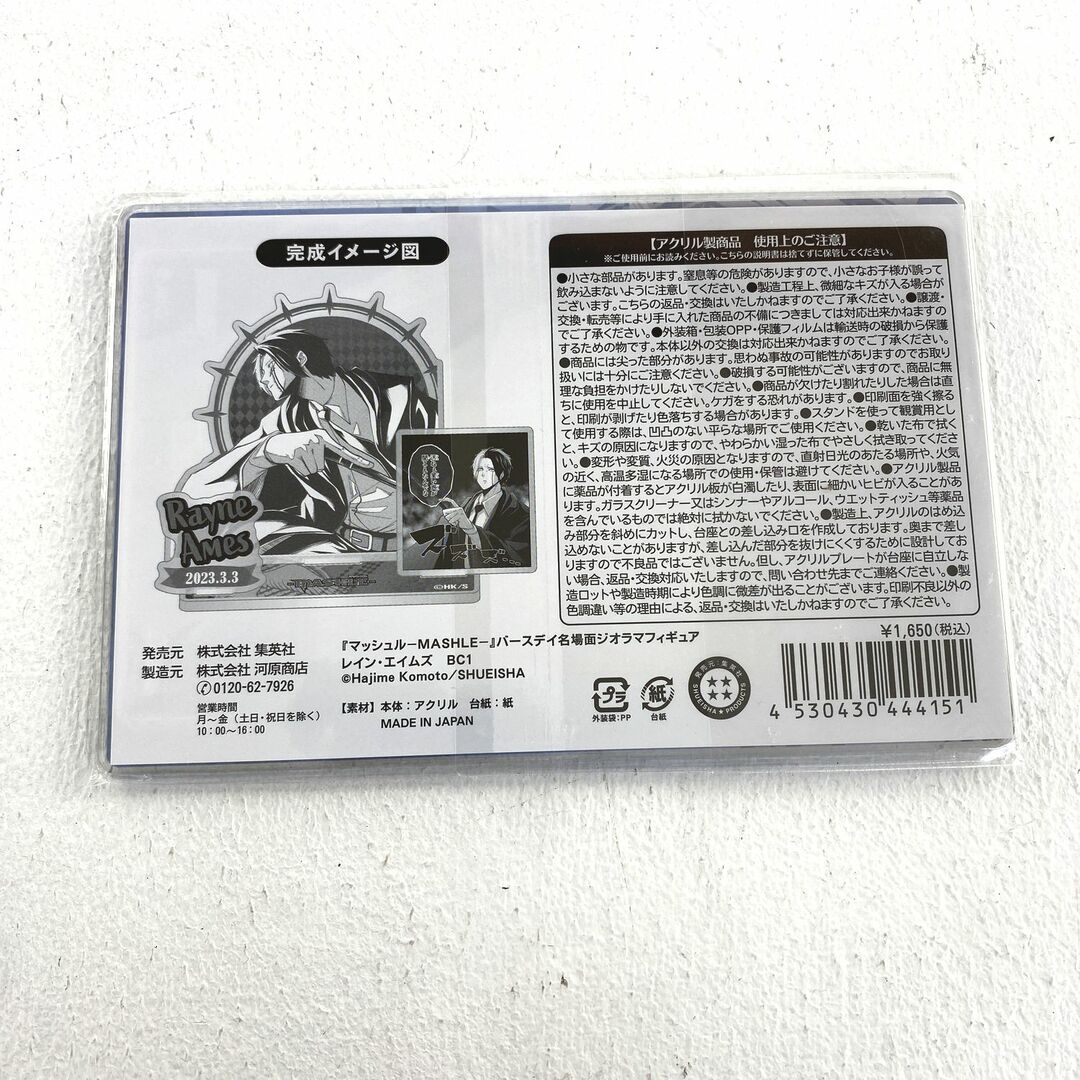 完成イメージ図
Rayne
Ames
2023.3.3
©HK/S
【アクリル製商品 使用上のご注意】
※ご使用前にお読みください。こちらの説明書は捨てずに保管してください。
●小さな部品があります。窒息等の危険がありますので、小さなお子様が誤って
飲み込まないように注意してください。●製造工程上、微細なキズが入る場合が
ございます。こちらの返品・交換はいたしかねますのでご了承ください。●譲渡・
交換・転売等により手に入れた商品の不備につきましては対応出来かねますの
でご了承ください。●外装箱・包装OPP・保護フィルムは輸送時の破損から保護
するための物です。本体以外の交換は対応出来かねますのでご了承ください。
●商品には尖った部分があります。思わぬ事故の可能性がありますのでお取り
扱いには十分にご注意ください。●破損する可能性がございますので、商品に無
理な負担をかけたりしないでください。●商品が欠けたり割れたりした場合は直
ちに使用を中止してください。ケガをする恐れがあります。●印刷面を強く擦る
と、印刷が剥げたり色落ちする場合があります。●スタンドを使って観賞用とし
て使用する際は、凹凸のない平らな場所でご使用ください。●乾いた布で拭く
と、キズの原因になりますので、やわらかい湿った布でやさしく拭き取ってくださ
い。●変形や変質、火災の原因となりますので、直射日光のあたる場所や、火気
の近く、高温多湿になる場所での使用・保管は避けてください。●アクリル製品
に薬品が付着するとアクリル板が白濁したり、表面に細かいヒビが入ることがあ
ります。ガラスクリーナー又はシンナーやアルコール、ウエットティッシュ等薬品
を含んでいるものでは絶対に拭かないでください。●製造上、アクリルのはめ込
み部分を斜めにカットし、台座との差し込み口を作成しております。奥まで差し
込めないことがありますが、差し込んだ部分を抜けにくくするために設計してお
りますので不良品ではございません。但し、アクリルプレートが台座に自立しな
い場合、返品・交換対応いたしますので、問い合わせ先までご連絡ください。●製
造ロットや製造時期により色調に微差が出ることがございます。印刷不良以外の
色調違い等の理由による、返品・交換はいたしかねますのでご了承ください。
発売元 株式会社 集英社
製造元 株式会社 河原商店
0120-62-7926
営業時間
月〜金（土日・祝日を除く）
10：00〜16：00
『マッシュル−MASHLE−』バースデイ名場面ジオラマフィギュア
レイン・エイムズ BC1
©Hajime Komoto/SHUEISHA
【素材】本体：アクリル 台紙：紙
MADE IN JAPAN
プラ
外装袋：PP
紙
台紙
発売元：集英社
SHUEISHA★PRODUCTS
¥1,650(税込)
4 530430 444151